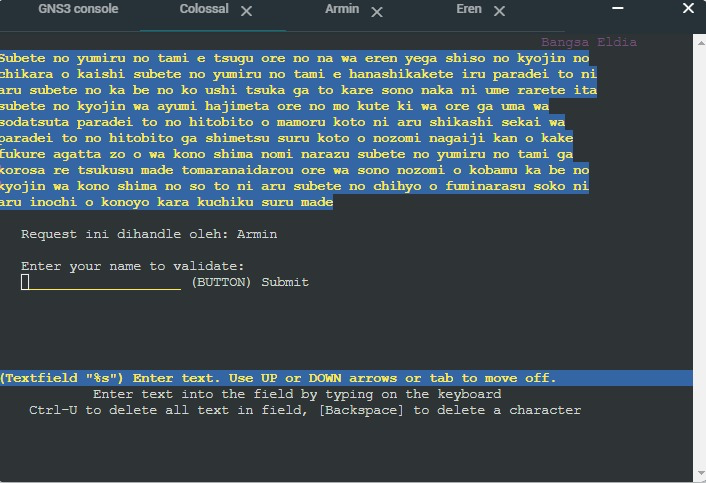 GNS3 console Colossal Armin Eren
Bangsa Eldia
Subete no yumiru no tami e tsugu ore no na wa eren yega shiso no kyojin no
chikara o kaishi subete no yumiru no tami e hanashikakete iru paradei to ni
aru subete no ka be no ko ushi tsuka ga to kare sono naka ni ume rarete ita
subete no kyojin wa ayumi hajimeta ore no mo kute ki wa ore ga uma wa
sodatsuta paradei to no hitobito o mamoru koto ni aru shikashi sekai wa
paradei to no hitobito ga shimetsu suru koto o nozomi nagaiji kan o kake
fukure agatta zo o wa kono shima nomi narazu subete no yumiru no tami ga
korosa re tsukusu made tomaranaidarou ore wa sono nozomi o kobamu ka be no
kyojin wa kono shima no so to ni aru subete no chihyo o fuminarasu soko ni
aru inochi o konoyo kara kuchiku suru made
Request ini dihandle oleh: Armin
Enter your name to validate:
(BUTTON) Submit
(Textfield "%s") Enter text. Use UP or DOWN arrows or tab to move off.
Enter text into the field by typing on the keyboard
Ctrl-U to delete all text in field, [Backspace] to delete a character